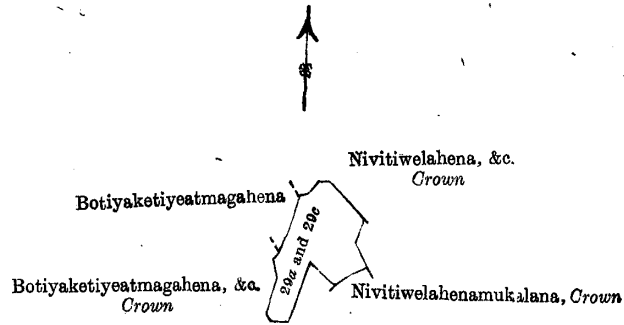 Nivitiwelahena, &c.
Crown
Botiyaketiyeatmagahena
29a and 29c
Botiyaketiyeatmagahena, &c.
Crown
Nivitiwelahenamukalana, Crown